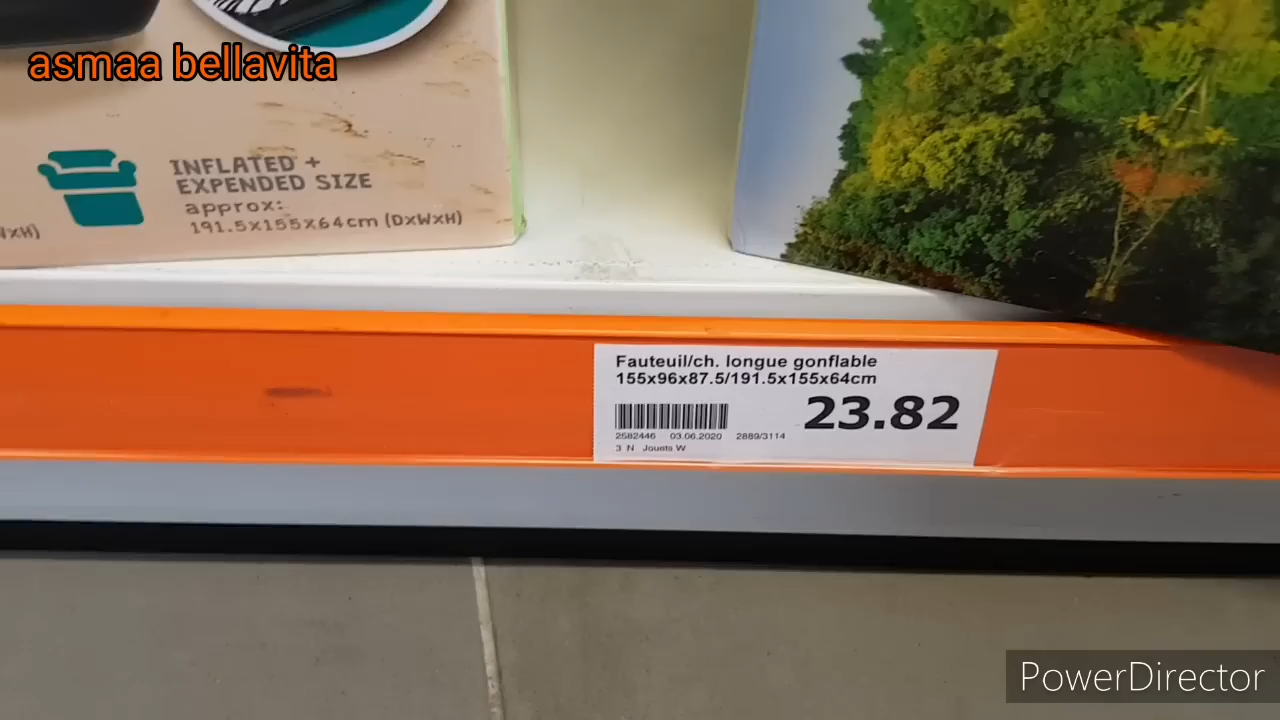 asmaa bellavita
INFLATED +
EXPENDED SIZE
approx:
191.5x155x64cm (DxWxH)
WxH)
Fauteuil/ch. longue gonflable
155x96x87.5/191.5x155x64cm
23.82
2582446 03.06.2020 2889/3114
3 N Jouets W
PowerDirector